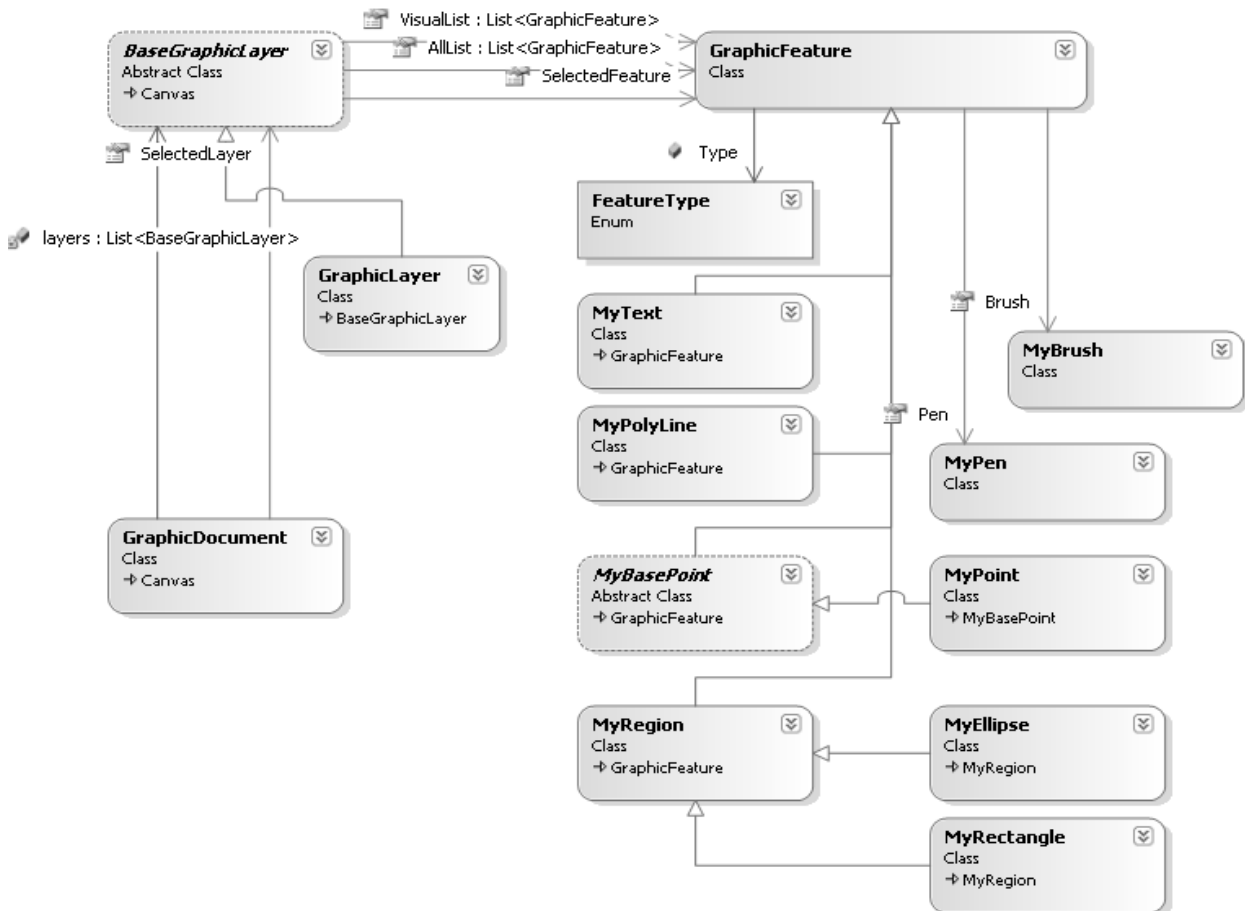 VisualList : List<GraphicFeature>
AllList : List<GraphicFeature>
SelectedFeature
BaseGraphicLayer
Abstract Class
Canvas
GraphicFeature
Class
SelectedLayer
Type
layers : List<BaseGraphicLayer>
FeatureType
Enum
GraphicLayer
Class
BaseGraphicLayer
MyText
Class
GraphicFeature
Brush
MyBrush
Class
MyPolyLine
Class
GraphicFeature
Pen
MyPen
Class
GraphicDocument
Class
Canvas
MyBasePoint
Abstract Class
GraphicFeature
MyPoint
Class
MyBasePoint
MyRegion
Class
GraphicFeature
MyEllipse
Class
MyRegion
MyRectangle
Class
MyRegion